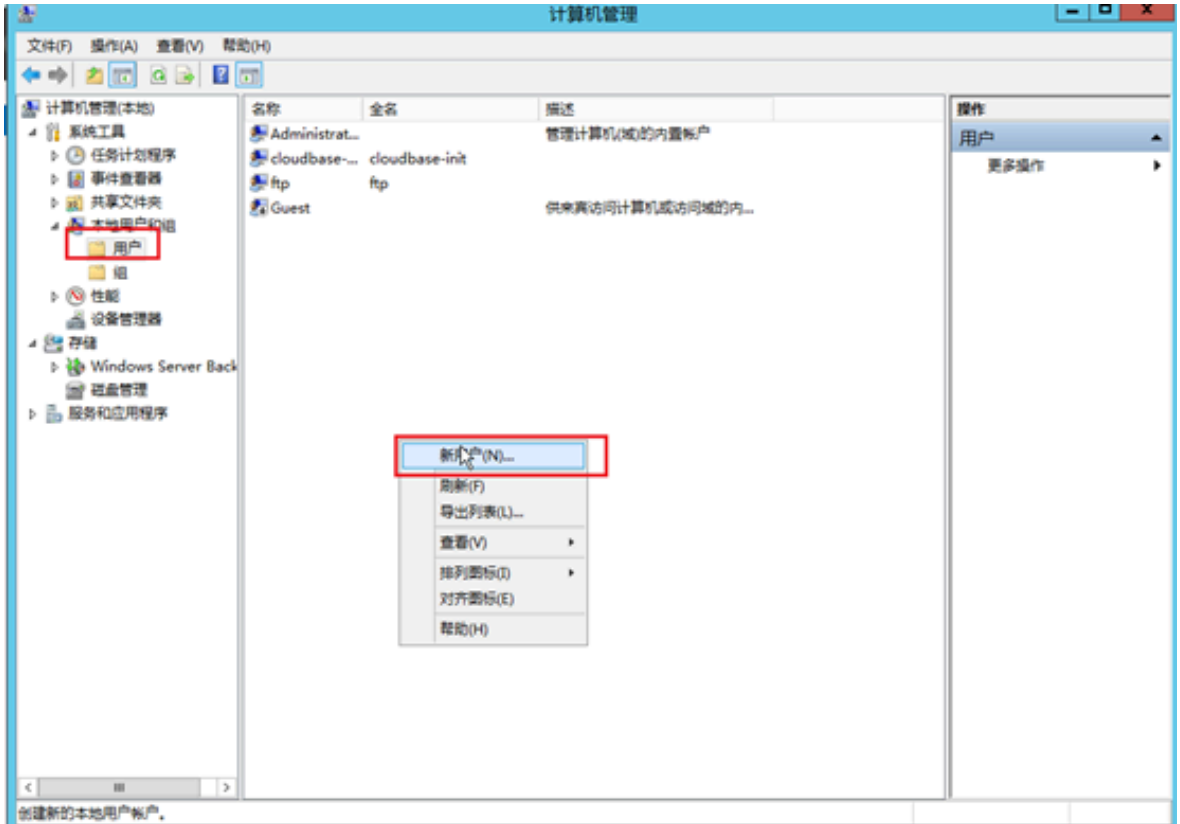 计算机管理
文件(F) 操作(A) 查看(V) 帮助(H)
计算机管理(本地)
系统工具
任务计划程序
事件查看器
共享文件夹
本地用户和组
用户
组
性能
设备管理器
存储
Windows Server Back
磁盘管理
服务和应用程序
名称 全名 描述
Administrat... 管理计算机(域)的内置帐户
cloudbase-... cloudbase-init
ftp ftp
Guest 供来宾访问计算机或访问域的内...
新用户(N)...
刷新(F)
导出列表(L)...
查看(V)
排列图标(I)
对齐图标(E)
帮助(H)
操作
用户
更多操作
创建新的本地用户帐户。